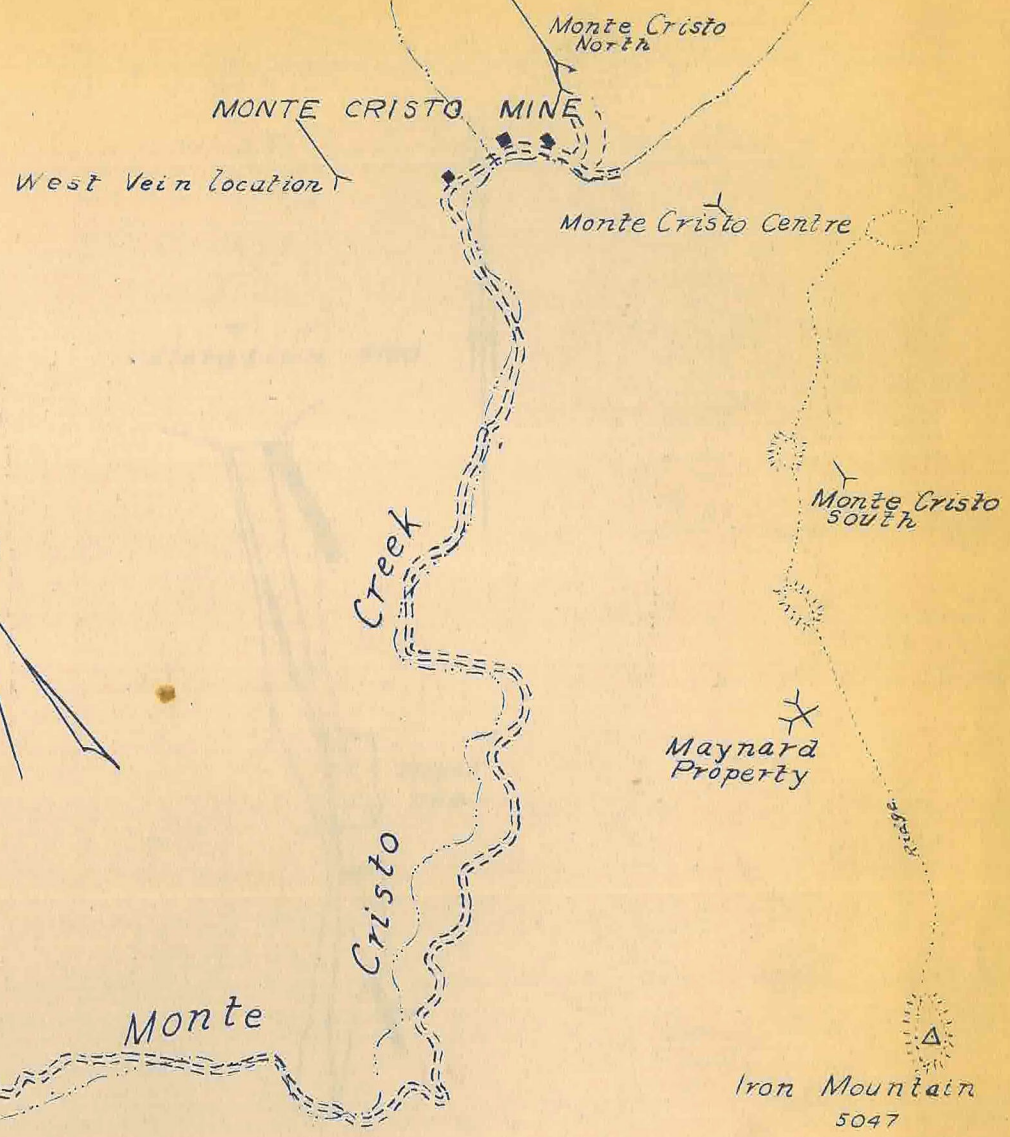 Monte Cristo
North
MONTE CRISTO MINE
West Vein location
Monte Cristo Centre
Monte Cristo
South
Creek
Maynard
Property
Ridge
Cristo
Monte
Iron Mountain
5047